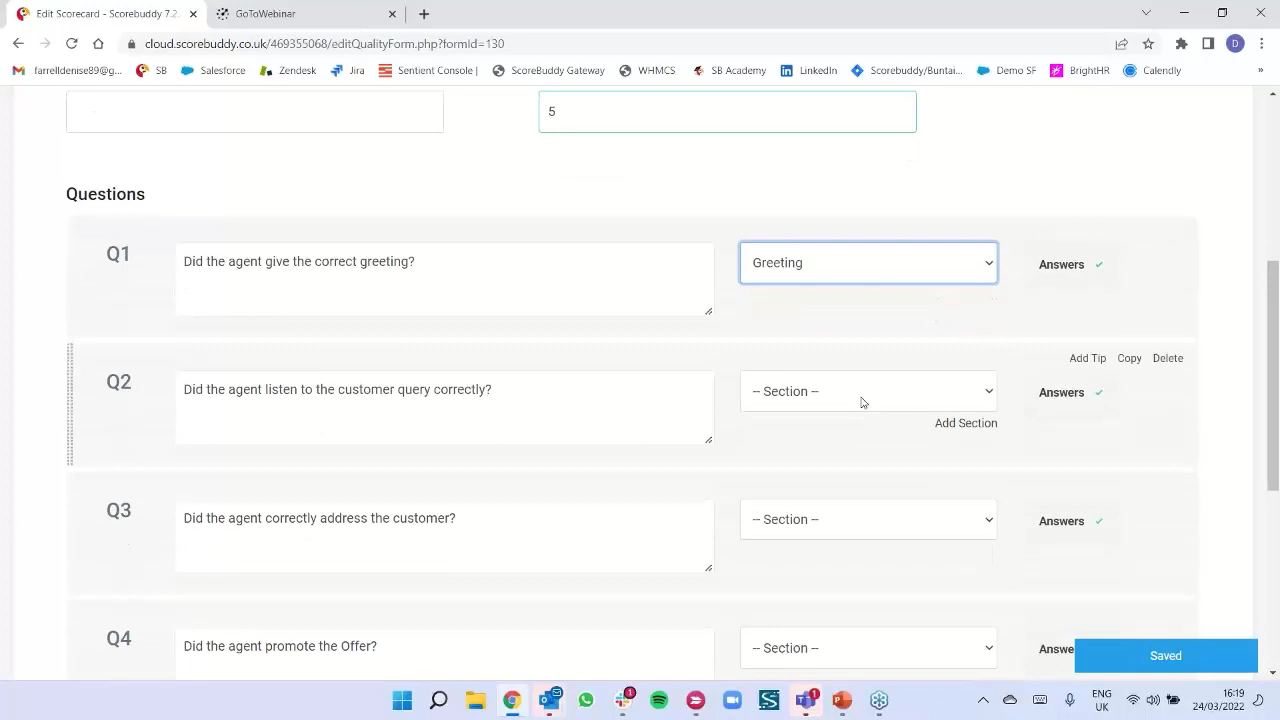 Edit Scorecard - Scorebuddy 7.2.
GoToWebinar
cloud.scorebuddy.co.uk/469355068/editQualityForm.php?formId=130
D
farrelldenise89@g...
SB
Salesforce
Zendesk
Jira
Sentient Console |
ScoreBuddy Gateway
WHMCS
SB Academy
LinkedIn
Scorebuddy/Buntai...
Demo SF
BrightHR
Calendly
»
5
Questions
Q1
Did the agent give the correct greeting?
Greeting
Answers
Add Tip Copy Delete
Q2
Did the agent listen to the customer query correctly?
-- Section --
Answers
Add Section
Q3
Did the agent correctly address the customer?
-- Section --
Answers
Q4
Did the agent promote the Offer?
-- Section --
Answe
Saved
1
1
ENG
UK
16:19
24/03/2022